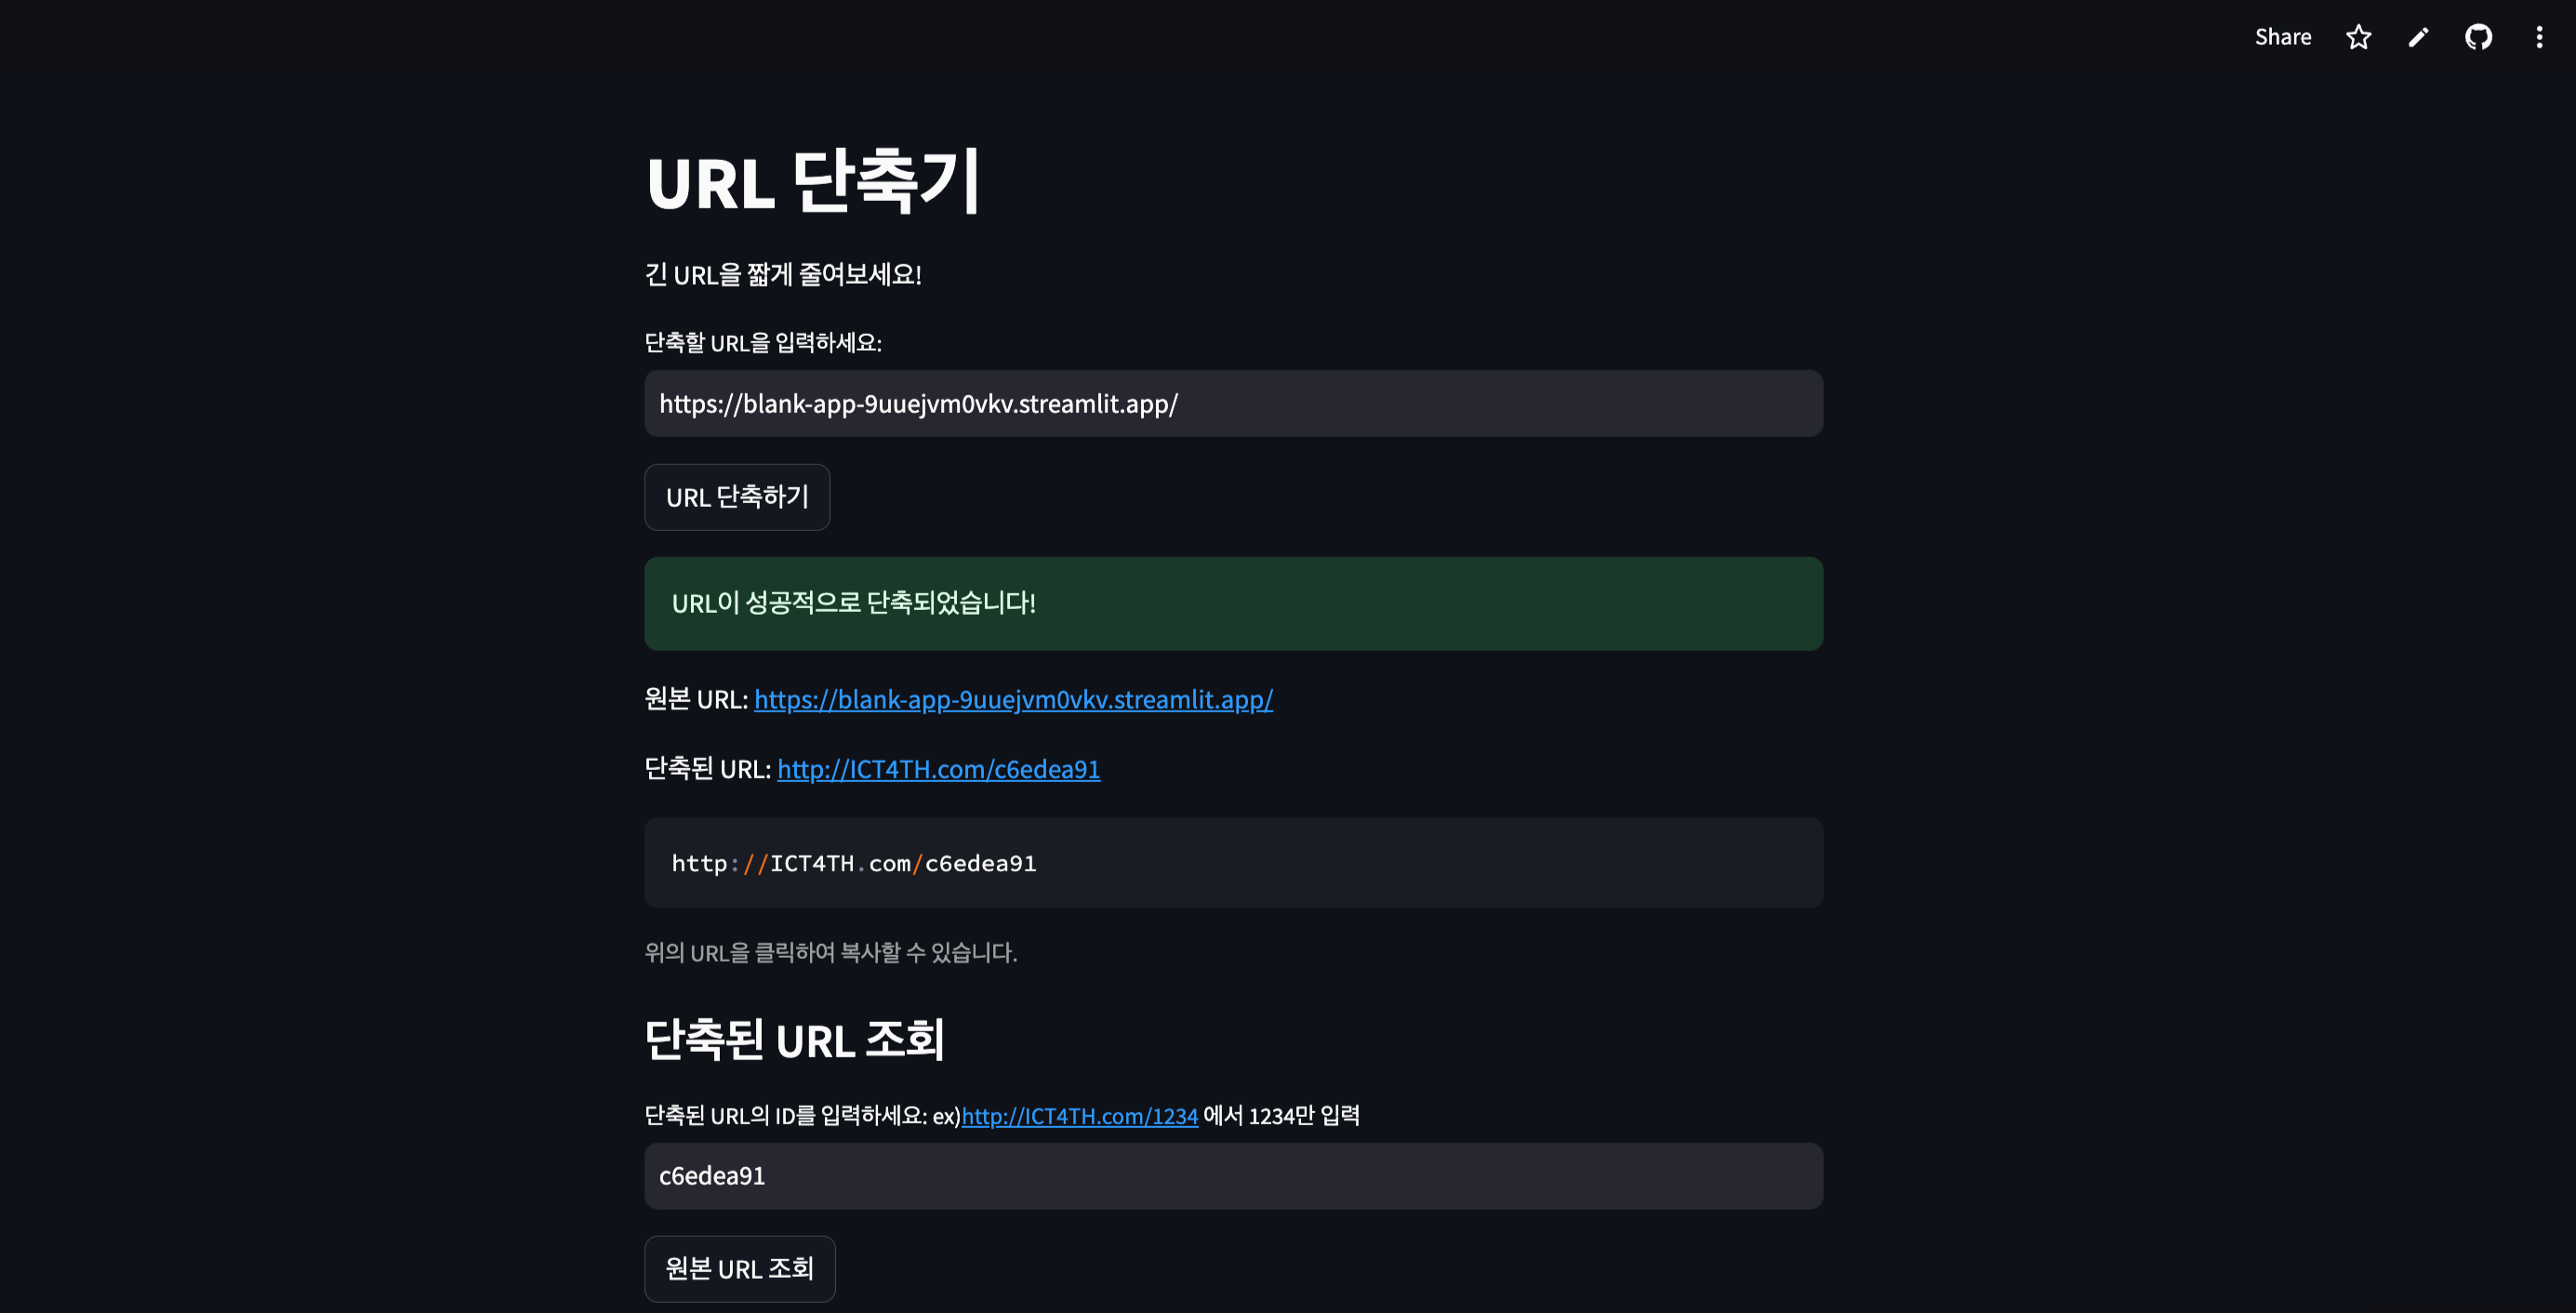 Share
URL 단축기
긴 URL을 짧게 줄여보세요!
단축할 URL을 입력하세요:
https://blank-app-9uuejvm0vkv.streamlit.app/
URL 단축하기
URL이 성공적으로 단축되었습니다!
원본 URL: https://blank-app-9uuejvm0vkv.streamlit.app/
단축된 URL: http://ICT4TH.com/c6edea91
http://ICT4TH.com/c6edea91
위의 URL을 클릭하여 복사할 수 있습니다.
단축된 URL 조회
단축된 URL의 ID를 입력하세요: ex)http://ICT4TH.com/1234 에서 1234만 입력
c6edea91
원본 URL 조회